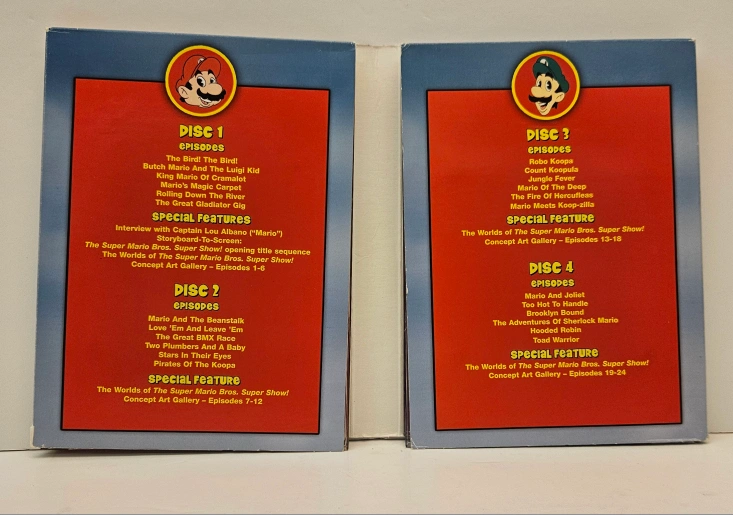 DISC 1
EPISODES
The Bird! The Bird!
Butch Mario And The Luigi Kid
King Mario Of Cramalot
Mario's Magic Carpet
Rolling Down The River
The Great Gladiator Gig
SPECIAL FEATURES
Interview with Captain Lou Albano ("Mario")
Storyboard-To-Screen:
The Super Mario Bros. Super Show! opening title sequence
The Worlds of The Super Mario Bros. Super Show!
Concept Art Gallery – Episodes 1-6
DISC 2
EPISODES
Mario And The Beanstalk
Love 'Em And Leave 'Em
The Great BMX Race
Two Plumbers And A Baby
Stars In Their Eyes
Pirates Of The Koopa
SPECIAL FEATURE
The Worlds of The Super Mario Bros. Super Show!
Concept Art Gallery – Episodes 7-12
DISC 3
EPISODES
Robo Koopa
Count Koopula
Jungle Fever
Mario Of The Deep
The Fire Of Hercufleas
Mario Meets Koop-zilla
SPECIAL FEATURE
The Worlds of The Super Mario Bros. Super Show!
Concept Art Gallery – Episodes 13-18
DISC 4
EPISODES
Mario And Joliet
Too Hot To Handle
Brooklyn Bound
The Adventures Of Sherlock Mario
Hooded Robin
Toad Warrior
SPECIAL FEATURE
The Worlds of The Super Mario Bros. Super Show!
Concept Art Gallery – Episodes 19-24